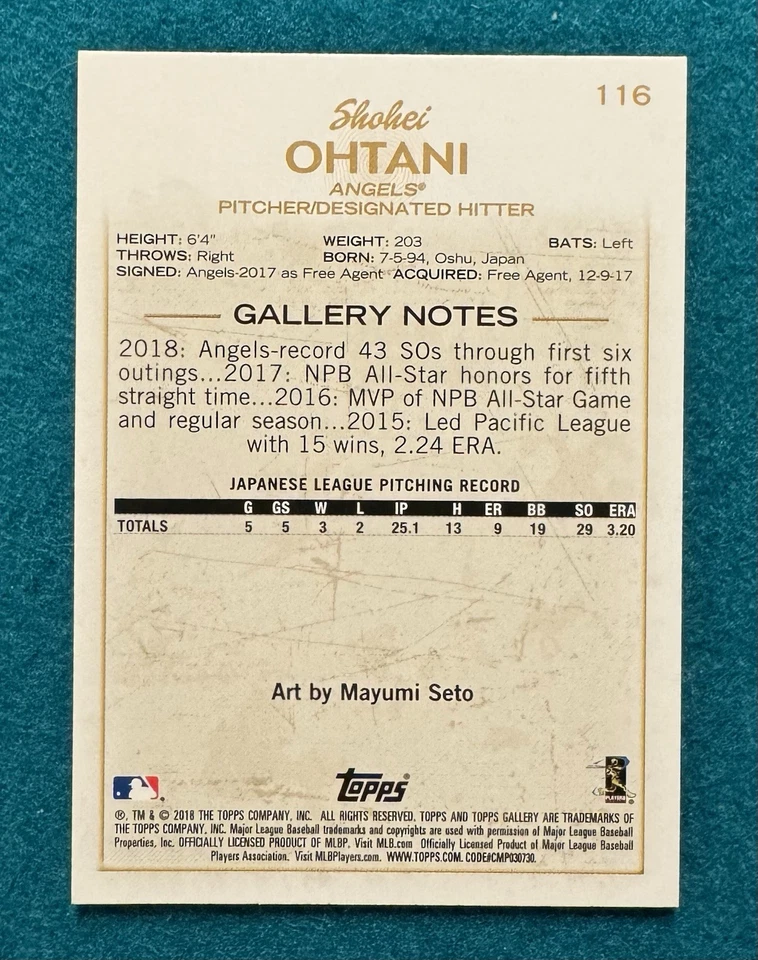 116
Shohei
OHTANI
ANGELS®
PITCHER/DESIGNATED HITTER
HEIGHT: 6'4" WEIGHT: 203 BATS: Left
THROWS: Right BORN: 7-5-94, Oshu, Japan
SIGNED: Angels-2017 as Free Agent ACQUIRED: Free Agent, 12-9-17
GALLERY NOTES
2018: Angels-record 43 SOs through first six
outings...2017: NPB All-Star honors for fifth
straight time...2016: MVP of NPB All-Star Game
and regular season...2015: Led Pacific League
with 15 wins, 2.24 ERA.
JAPANESE LEAGUE PITCHING RECORD
G GS W L IP H ER BB SO ERA
TOTALS 5 5 3 2 25.1 13 9 19 29 3.20
Art by Mayumi Seto
topps®
PLAYERS
®, TM & © 2018 THE TOPPS COMPANY, INC. ALL RIGHTS RESERVED. TOPPS AND TOPPS GALLERY ARE TRADEMARKS OF
THE TOPPS COMPANY, INC. Major League Baseball trademarks and copyrights are used with permission of Major League Baseball
Properties, Inc. OFFICIALLY LICENSED PRODUCT OF MLBP. Visit MLB.com Officially Licensed Product of Major League Baseball
Players Association. Visit MLBPlayers.com. WWW.TOPPS.COM. CODE#CMP030730.